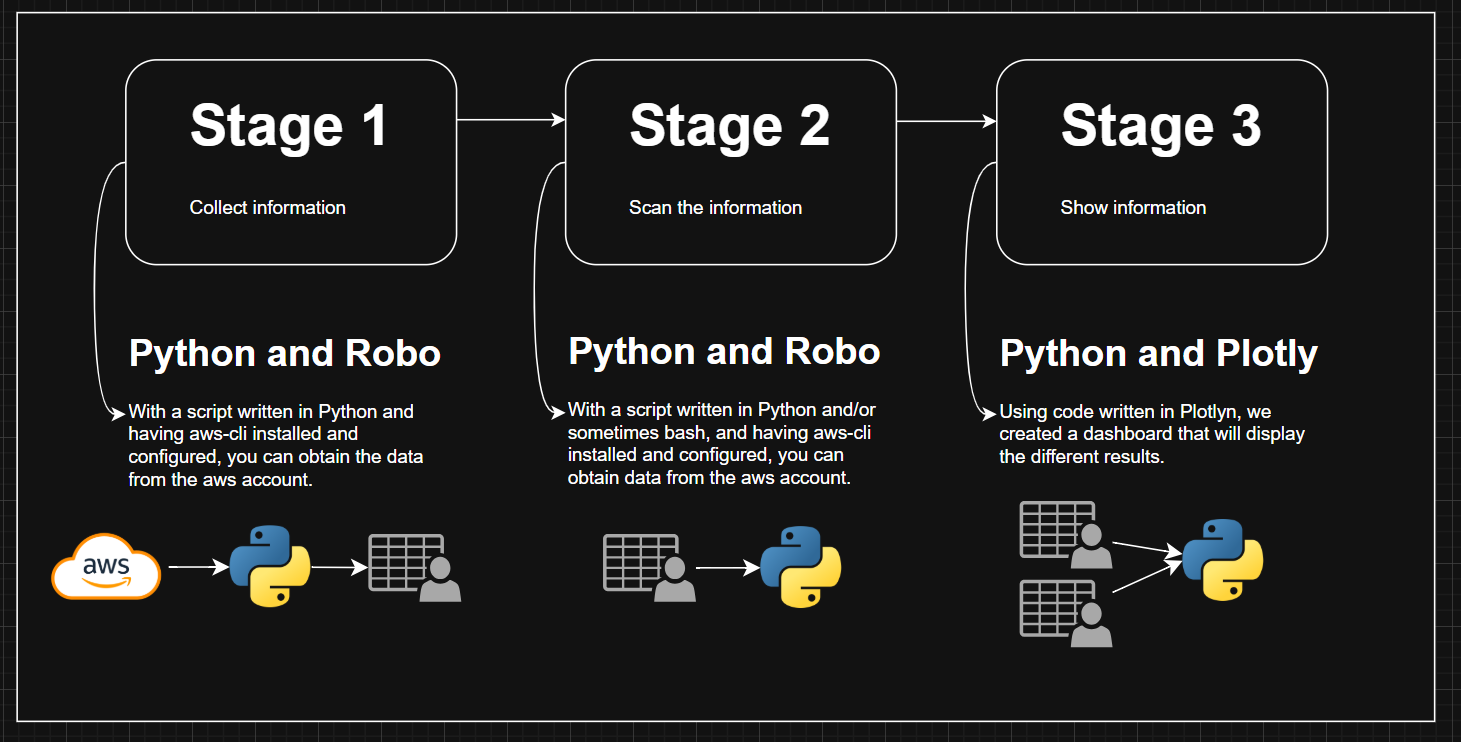 Stage 1
Collect information
Stage 2
Scan the information
Stage 3
Show information
Python and Robo
With a script written in Python and
having aws-cli installed and
configured, you can obtain the data
from the aws account.
aws
Python and Robo
With a script written in Python and/or
sometimes bash, and having aws-cli
installed and configured, you can
obtain data from the aws account.
Python and Plotly
Using code written in Plotlyn, we
created a dashboard that will display
the different results.